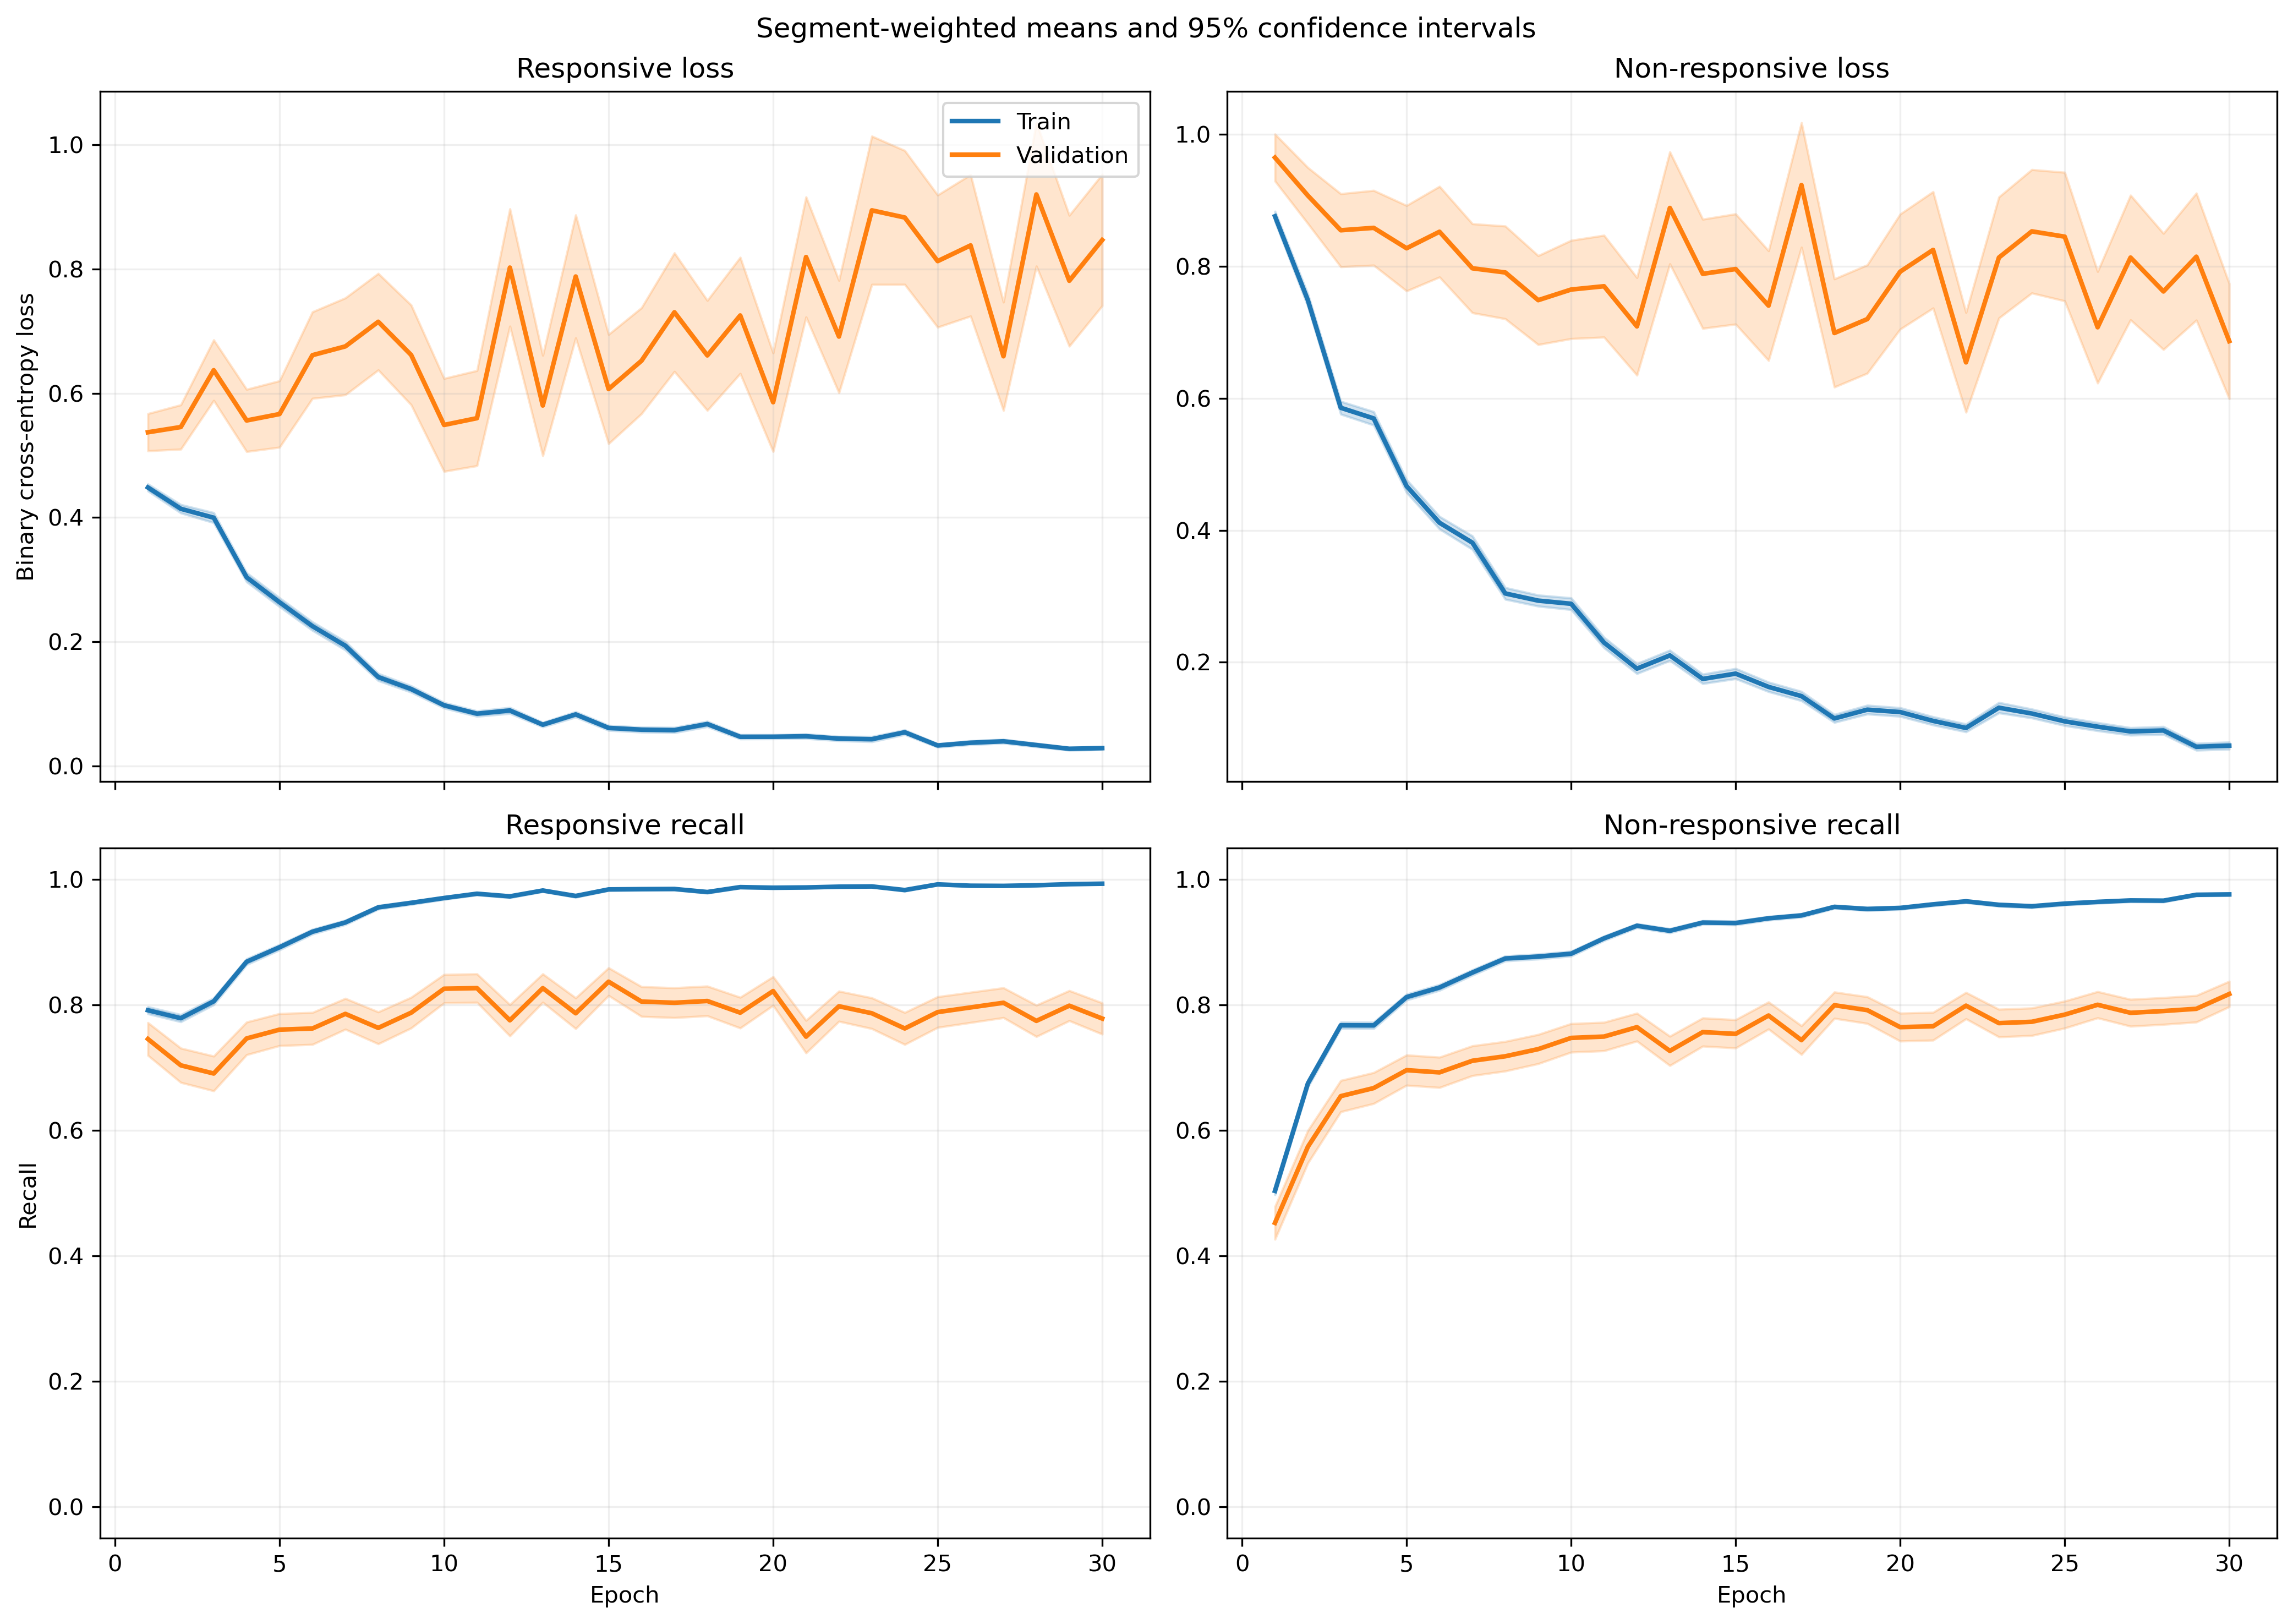 Segment-weighted means and 95% confidence intervals
Responsive loss
Non-responsive loss
Train
Validation
Binary cross-entropy loss
1.0
0.8
0.6
0.4
0.2
0.0
1.0
0.8
0.6
0.4
0.2
Responsive recall
Non-responsive recall
Recall
1.0
0.8
0.6
0.4
0.2
0.0
0 5 10 15 20 25 30
Epoch
1.0
0.8
0.6
0.4
0.2
0.0
0 5 10 15 20 25 30
Epoch